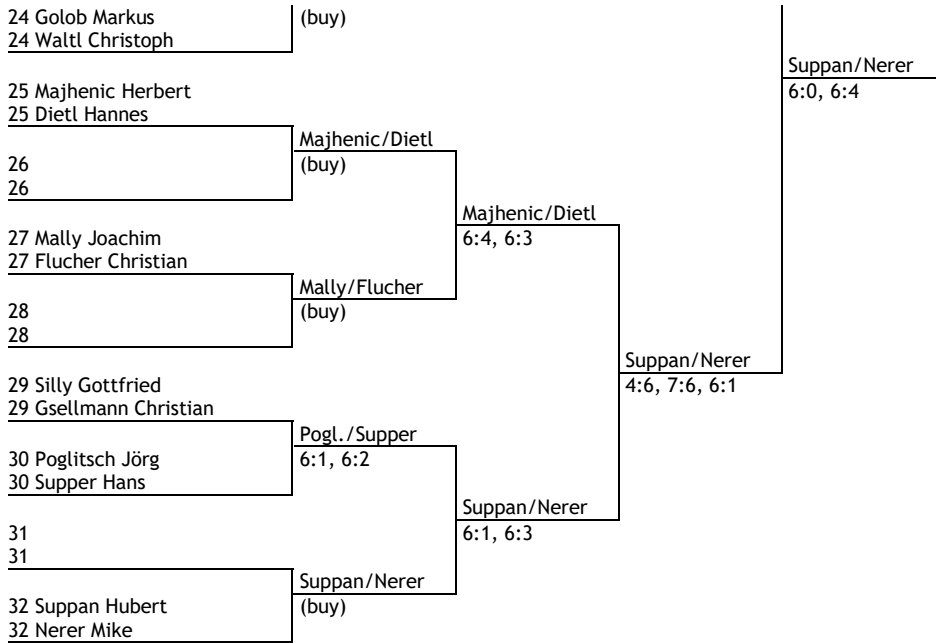 24 Golob Markus
(buy)
24 Waltl Christoph
Suppan/Nerer
25 Majhenic Herbert
6:0, 6:4
25 Dietl Hannes
Majhenic/Dietl
26
(buy)
26
Majhenic/Dietl
27 Mally Joachim
6:4, 6:3
27 Flucher Christian
Mally/Flucher
28
(buy)
28
Suppan/Nerer
29 Silly Gottfried
4:6, 7:6, 6:1
29 Gsellmann Christian
Pogl./Supper
30 Poglitsch Jörg
6:1, 6:2
30 Supper Hans
Suppan/Nerer
31
6:1, 6:3
31
Suppan/Nerer
32 Suppan Hubert
(buy)
32 Nerer Mike